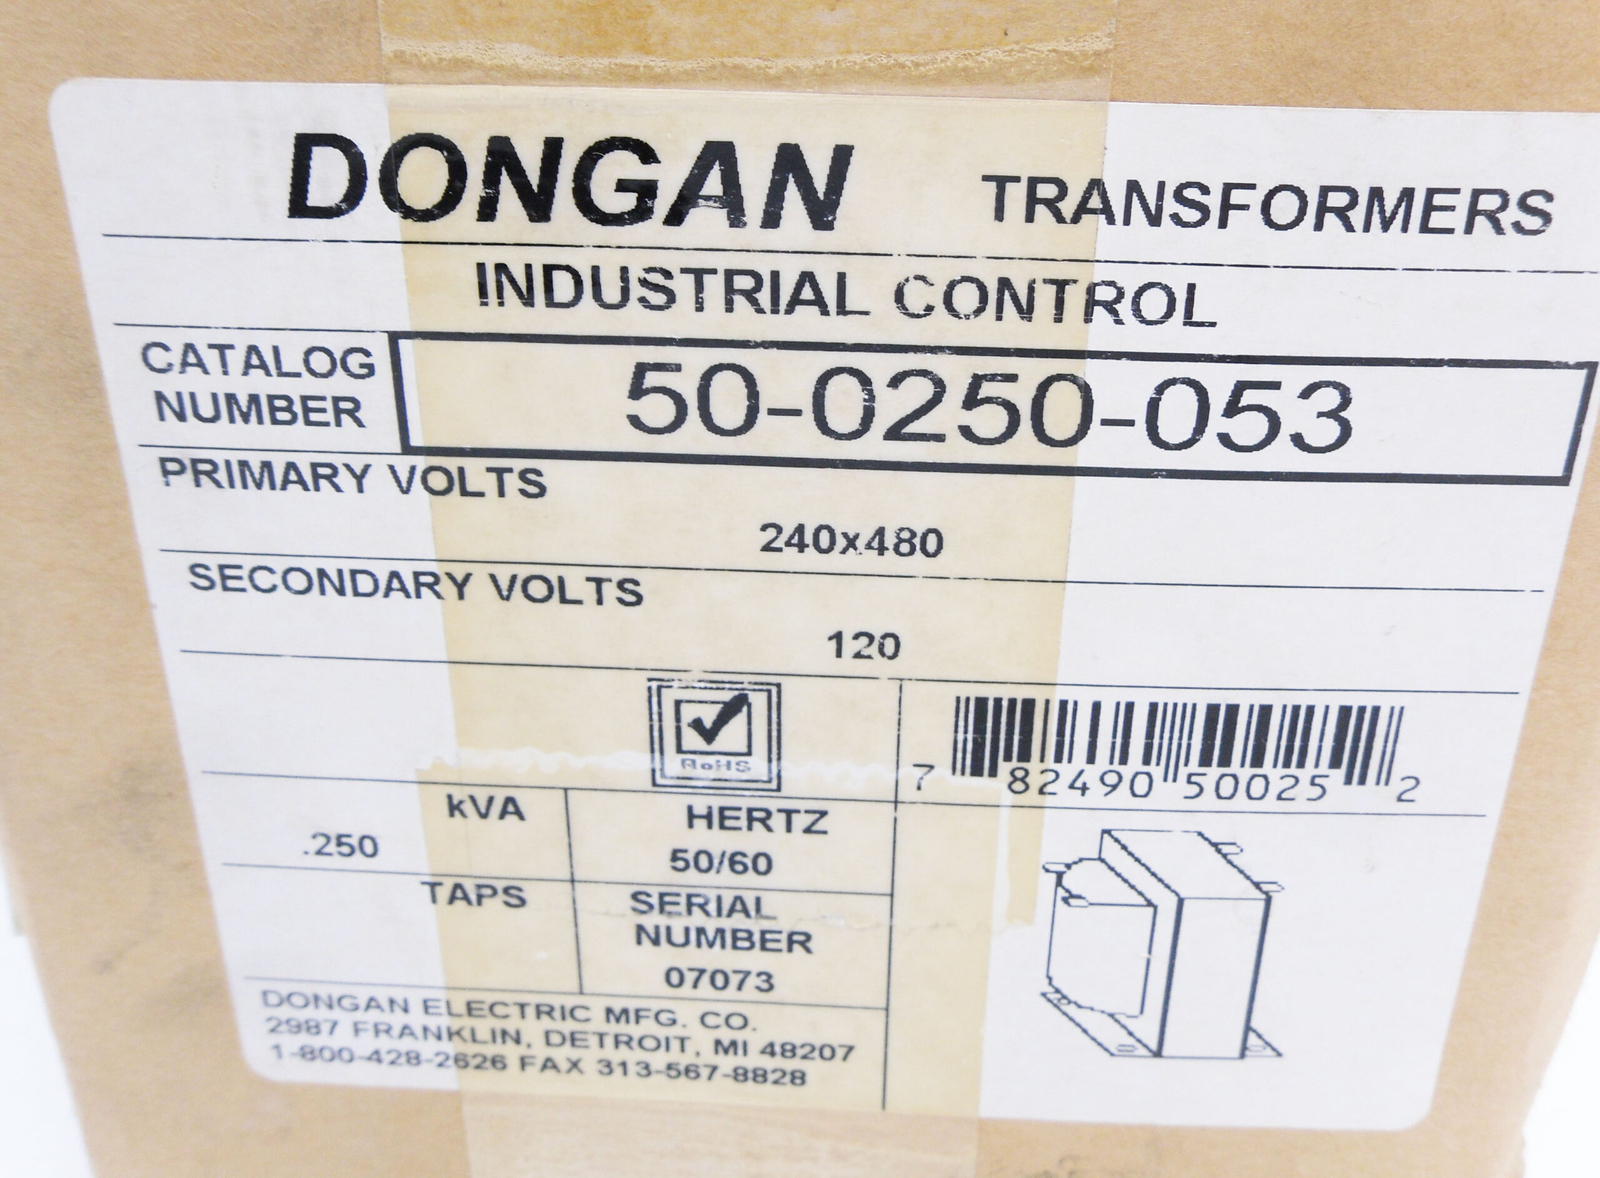 DONGAN TRANSFORMERS
INDUSTRIAL CONTROL
CATALOG
NUMBER
50-0250-053
PRIMARY VOLTS
240x480
SECONDARY VOLTS
120
RoHS
7 82490 50025 2
kVA
.250
HERTZ
50/60
TAPS
SERIAL
NUMBER
07073
DONGAN ELECTRIC MFG. CO.
2987 FRANKLIN, DETROIT, MI 48207
1-800-428-2626 FAX 313-567-8828